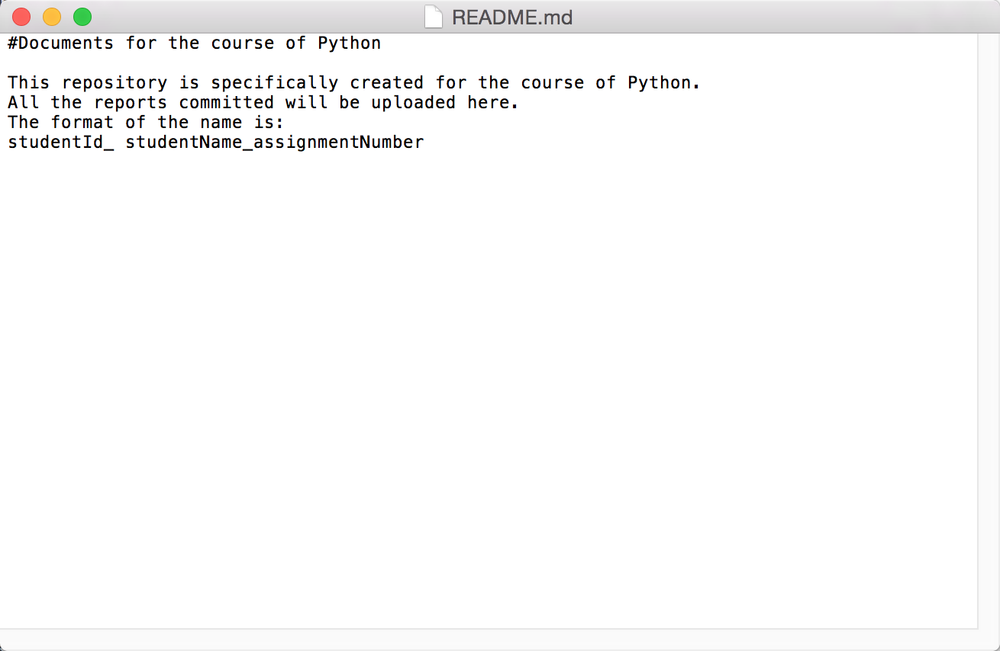 README.md
#Documents for the course of Python
This repository is specifically created for the course of Python.
All the reports committed will be uploaded here.
The format of the name is:
studentId_ studentName_assignmentNumber